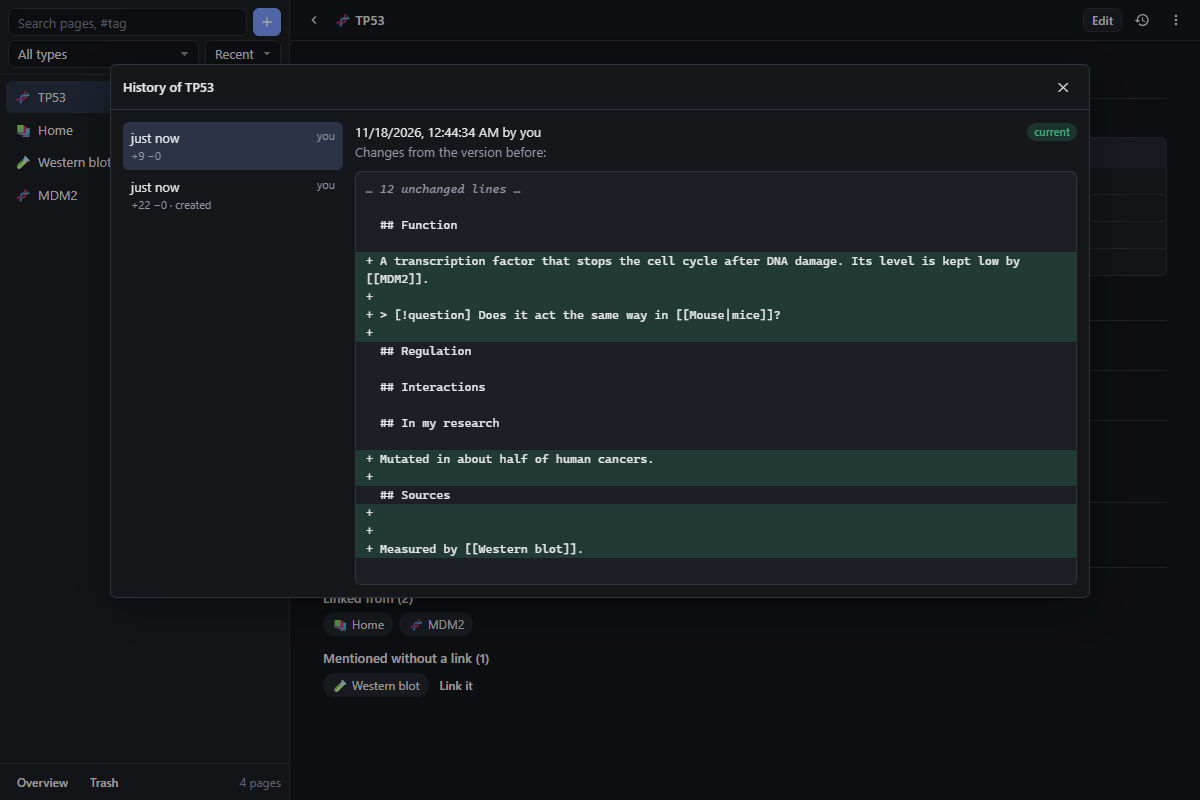 Search pages, #tag
+
TP53
Edit
All types
Recent
TP53
Home
Western blot
MDM2
History of TP53
just now
you
+9 −0
just now
you
+22 −0 · created
11/18/2026, 12:44:34 AM by you
current
Changes from the version before:
… 12 unchanged lines …
## Function
+ A transcription factor that stops the cell cycle after DNA damage. Its level is kept low by
[[MDM2]].
+
+ > [!question] Does it act the same way in [[Mouse|mice]]?
+
## Regulation
## Interactions
## In my research
+ Mutated in about half of human cancers.
+
## Sources
+
+
+ Measured by [[Western blot]].
Linked from (2)
Home
MDM2
Mentioned without a link (1)
Western blot
Link it
Overview
Trash
4 pages